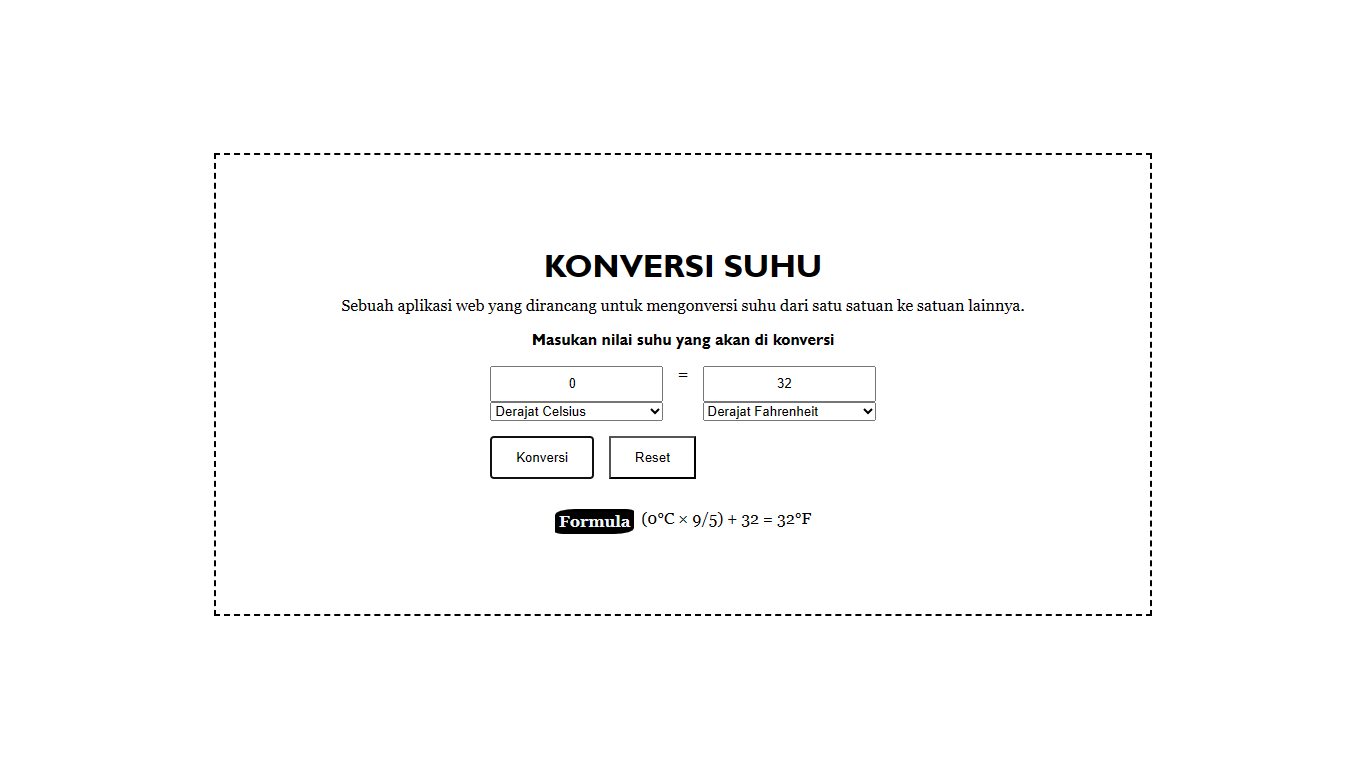 KONVERSI SUHU
Sebuah aplikasi web yang dirancang untuk mengonversi suhu dari satu satuan ke satuan lainnya.
Masukan nilai suhu yang akan di konversi
0 = 32
Derajat Celsius Derajat Fahrenheit
Konversi Reset
Formula (0°C × 9/5) + 32 = 32°F